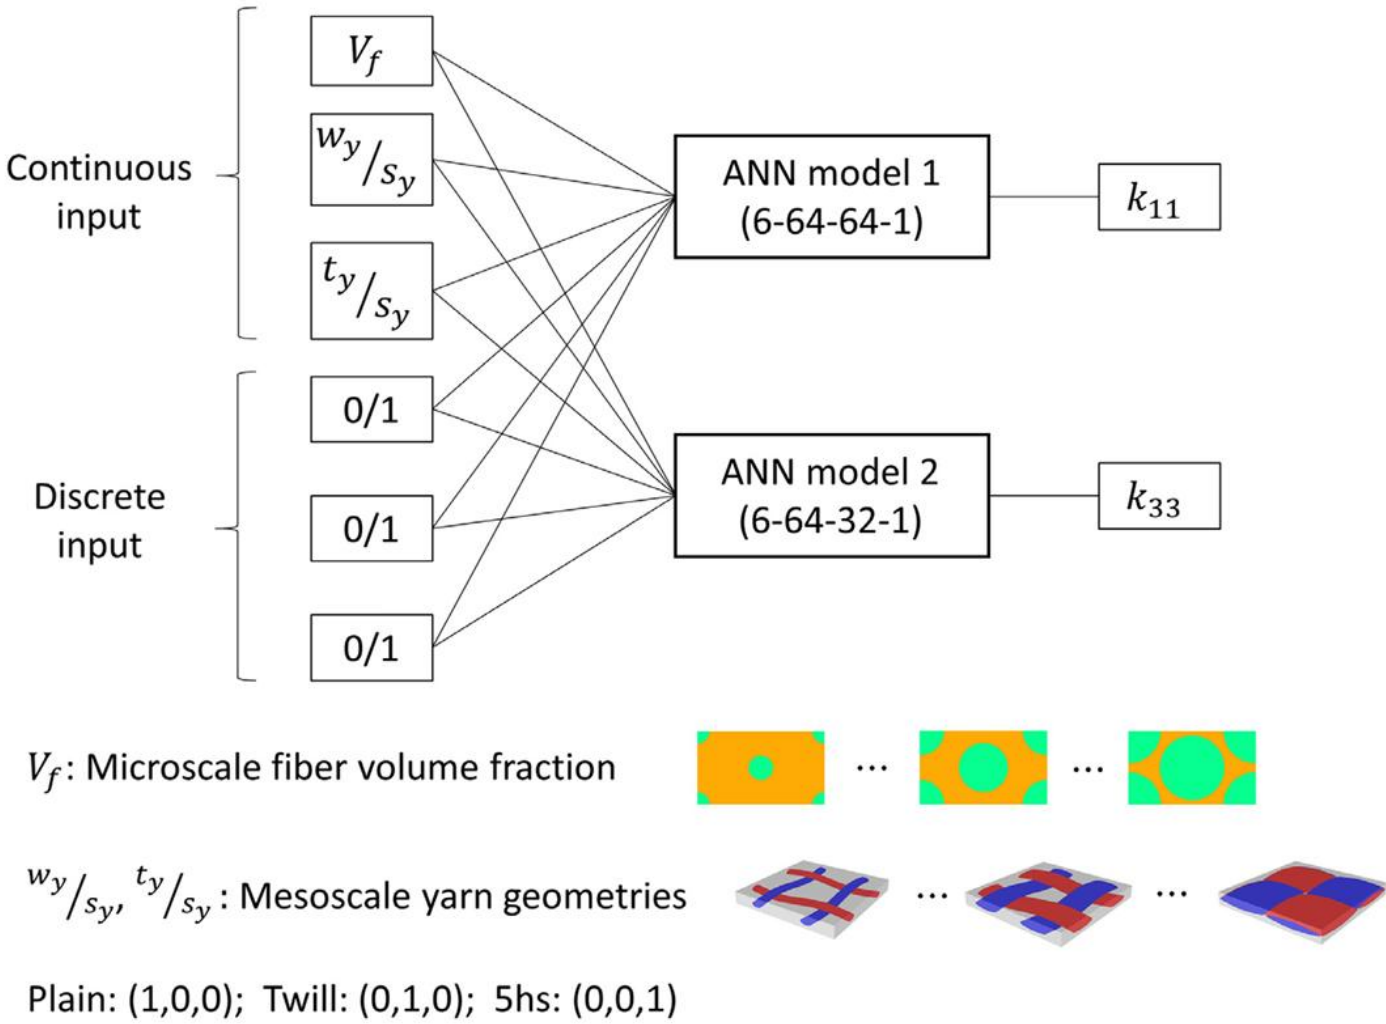 Continuous
input
V_f
w_y/s_y
t_y/s_y
Discrete
input
0/1
0/1
0/1
ANN model 1
(6-64-64-1)
k_11
ANN model 2
(6-64-32-1)
k_33
V_f: Microscale fiber volume fraction
... ...
w_y/s_y, t_y/s_y: Mesoscale yarn geometries
... ...
Plain: (1,0,0); Twill: (0,1,0); 5hs: (0,0,1)